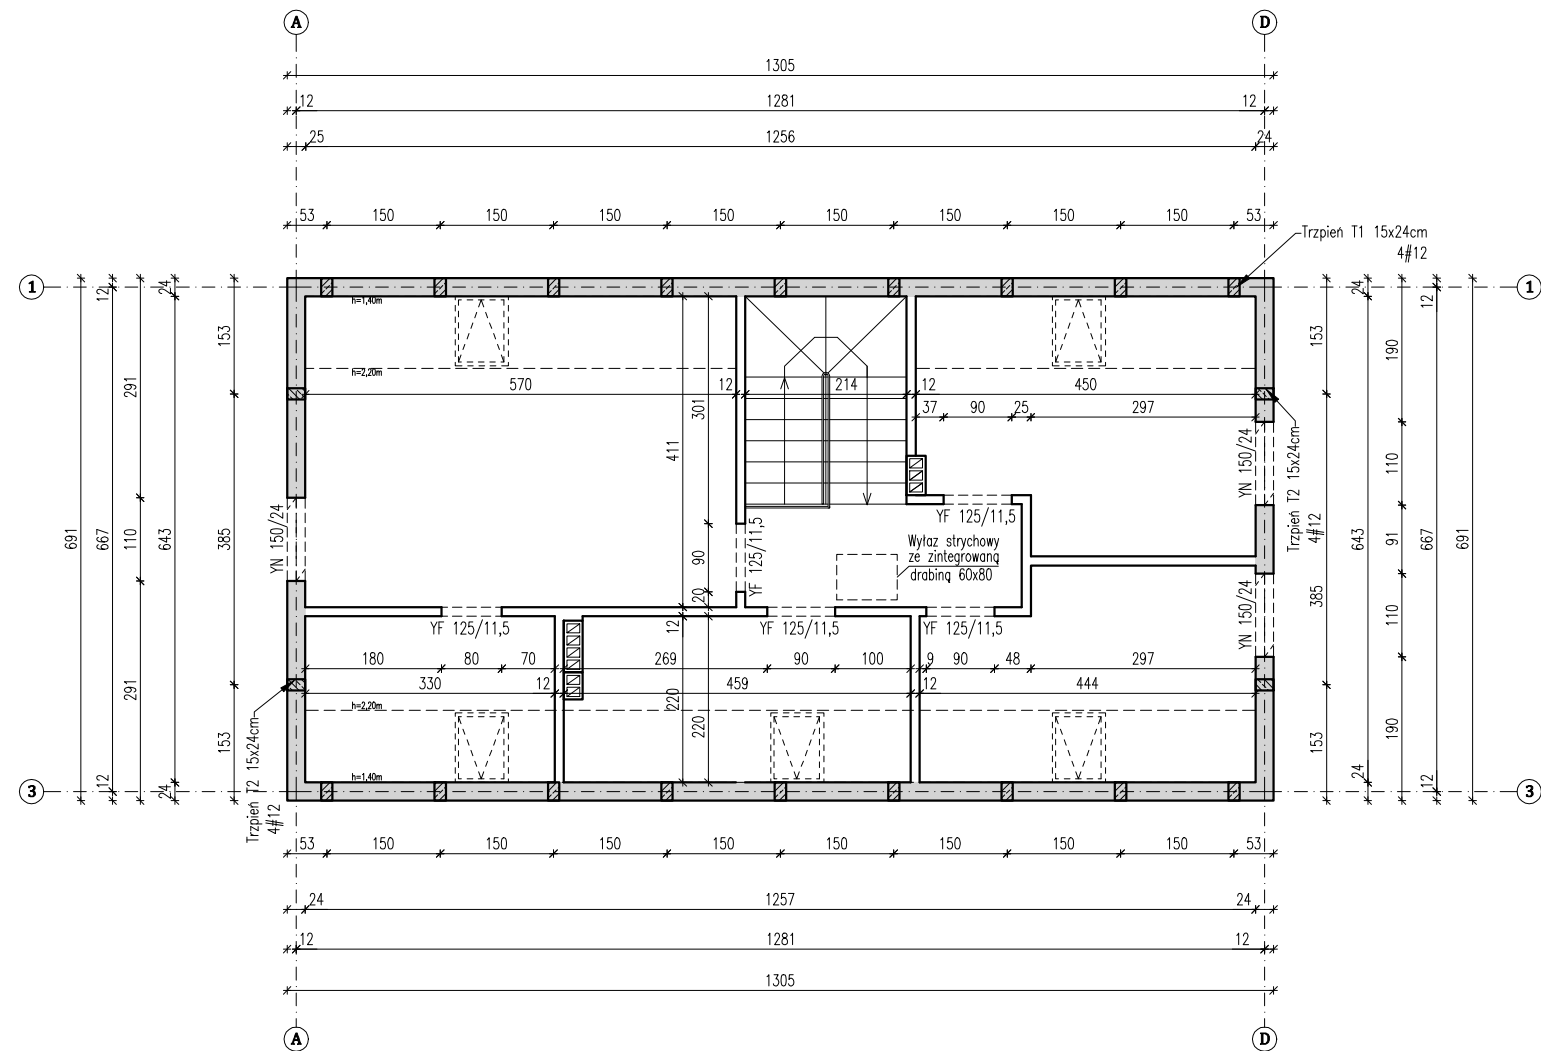 A D
1305
12 1281 12
25 1256 24
53 150 150 150 150 150 150 150 150 53
Trzpień T1 15x24cm
4#12
1 1
h=1,40m
h=2,20m
570 12 214 12 450
37 90 25 297
301
411
90
20
12
220
220
691
667
12
12
291
110
291
643
24
24
153
385
153
YN 150/24
YF 125/11,5
YF 125/11,5
Wyłaz strychowy
ze zintegrowaną
drabiną 60x80
YF 125/11,5 YF 125/11,5 YF 125/11,5
YN 150/24
YN 150/24
Trzpień T2 15x24cm
4#12
153
385
153
24
643
24
190
110
91
110
190
12
667
12
691
180 80 70 269 90 100 9 90 48 297
330 12 459 12 444
h=2,20m
h=1,40m
Trzpień T2 15x24cm
4#12
3 3
53 150 150 150 150 150 150 150 150 53
24 1257 24
12 1281 12
1305
A D